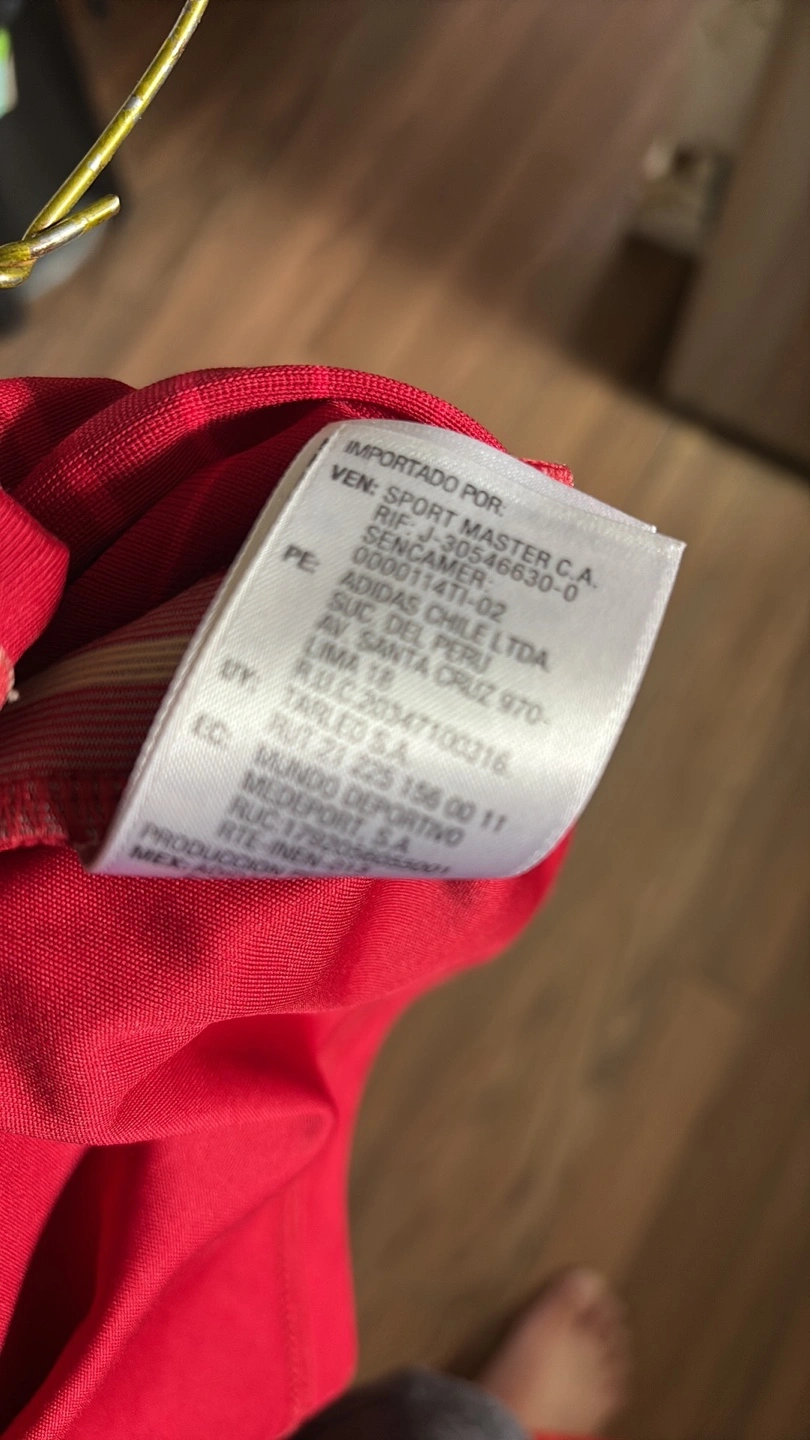 IMPORTADO POR:
VEN: SPORT MASTER C.A.
RIF: J-30546630-0
SENCAMER:
0000114TI-02
PE: ADIDAS CHILE LTDA.
SUC. DEL PERU
AV. SANTA CRUZ 970-
LIMA 18
R.U.C.20347100316.
UY: TARLED S.A.
RUT 21 225 156 00 11
EC: MUNDO DEPORTIVO
MEDEPORT. S.A.
RTE-INEN
PRODUCCION
MEX: